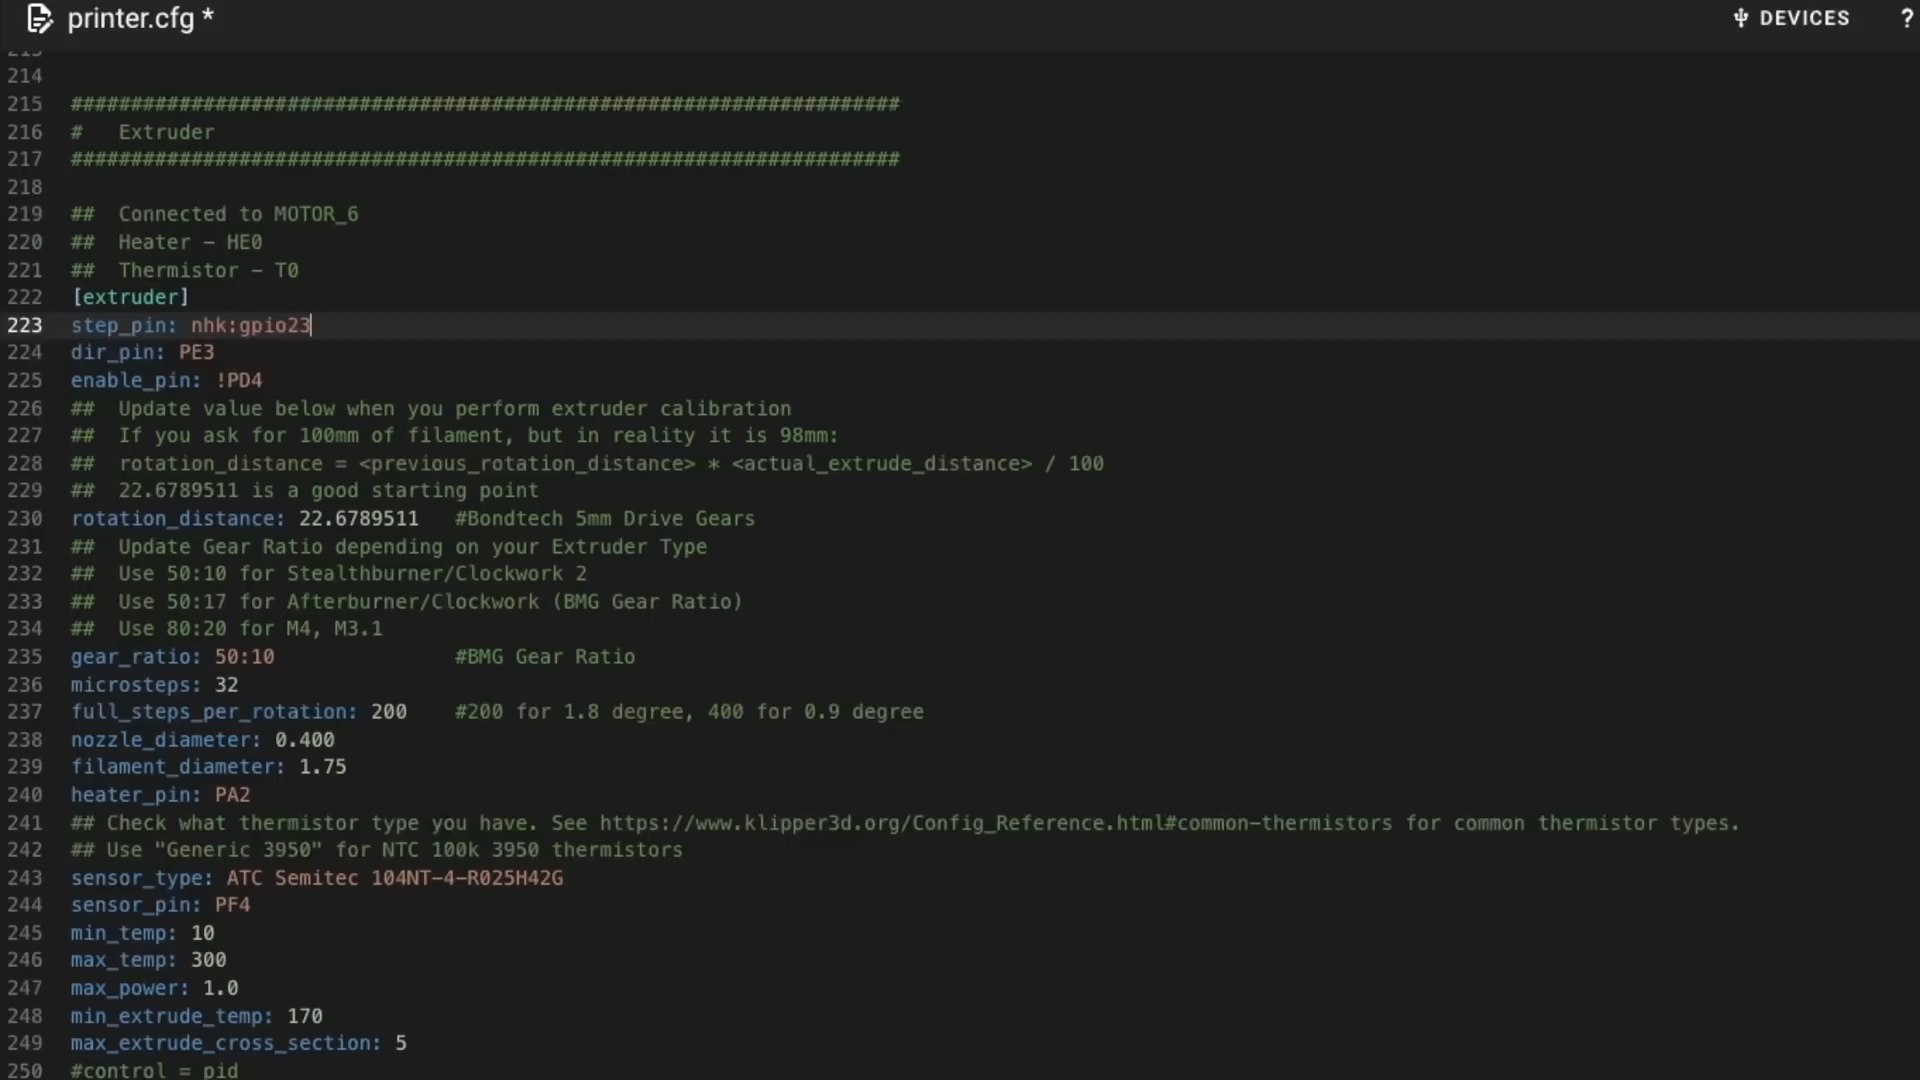 printer.cfg *
DEVICES ?
214
215 #####################################################################
216 # Extruder
217 #####################################################################
218
219 ## Connected to MOTOR_6
220 ## Heater - HE0
221 ## Thermistor - T0
222 [extruder]
223 step_pin: nhk:gpio23
224 dir_pin: PE3
225 enable_pin: !PD4
226 ## Update value below when you perform extruder calibration
227 ## If you ask for 100mm of filament, but in reality it is 98mm:
228 ## rotation_distance = <previous_rotation_distance> * <actual_extrude_distance> / 100
229 ## 22.6789511 is a good starting point
230 rotation_distance: 22.6789511 #Bondtech 5mm Drive Gears
231 ## Update Gear Ratio depending on your Extruder Type
232 ## Use 50:10 for Stealthburner/Clockwork 2
233 ## Use 50:17 for Afterburner/Clockwork (BMG Gear Ratio)
234 ## Use 80:20 for M4, M3.1
235 gear_ratio: 50:10 #BMG Gear Ratio
236 microsteps: 32
237 full_steps_per_rotation: 200 #200 for 1.8 degree, 400 for 0.9 degree
238 nozzle_diameter: 0.400
239 filament_diameter: 1.75
240 heater_pin: PA2
241 ## Check what thermistor type you have. See https://www.klipper3d.org/Config_Reference.html#common-thermistors for common thermistor types.
242 ## Use "Generic 3950" for NTC 100k 3950 thermistors
243 sensor_type: ATC Semitec 104NT-4-R025H42G
244 sensor_pin: PF4
245 min_temp: 10
246 max_temp: 300
247 max_power: 1.0
248 min_extrude_temp: 170
249 max_extrude_cross_section: 5
250 #control = pid